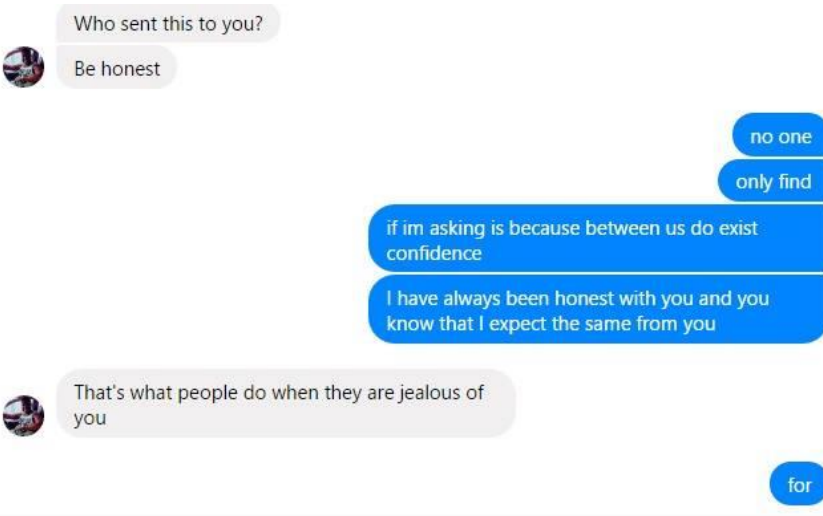 Who sent this to you?
Be honest
no one
only find
if im asking is because between us do exist
confidence
I have always been honest with you and you
know that I expect the same from you
That's what people do when they are jealous of
you
for